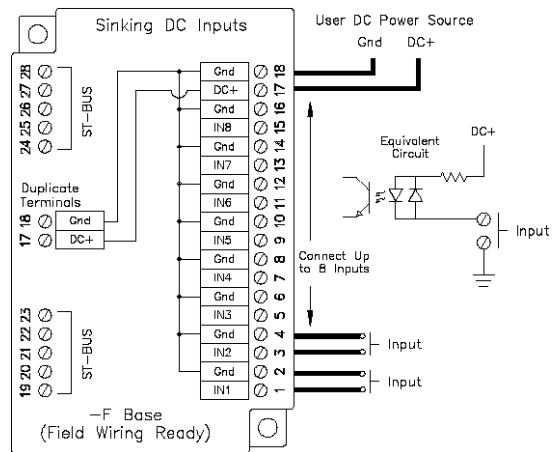 Sinking DC Inputs
User DC Power Source
Gnd DC+
28
27
26
25
24
ST-BUS
Gnd 18
DC+ 17
Gnd 16
IN8 15
Gnd 14
IN7 13
Gnd 12
IN6 11
Gnd 10
IN5 9
Gnd 8
IN4 7
Gnd 6
IN3 5
Gnd 4
IN2 3
Gnd 2
IN1 1
Duplicate
Terminals
18 Gnd
17 DC+
23
22
21
20
19
ST-BUS
DC+
Equivalent
Circuit
Input
Connect Up
to 8 Inputs
Input
Input
-F Base
(Field Wiring Ready)